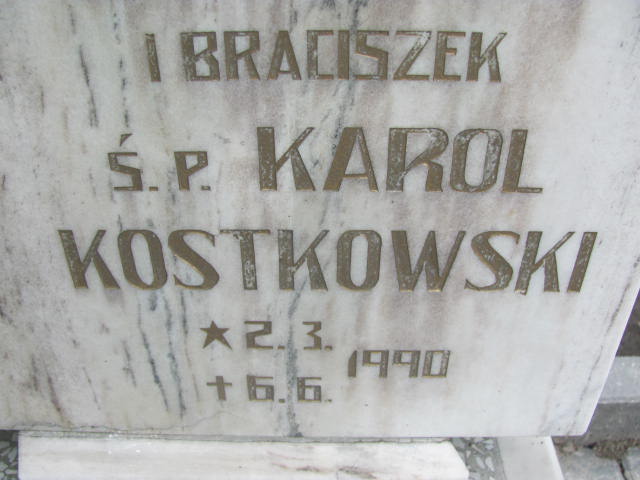 I BRACISZEK
Ś.P. KAROL
KOSTKOWSKI
★ 2.3. 1990
+ 6.6.